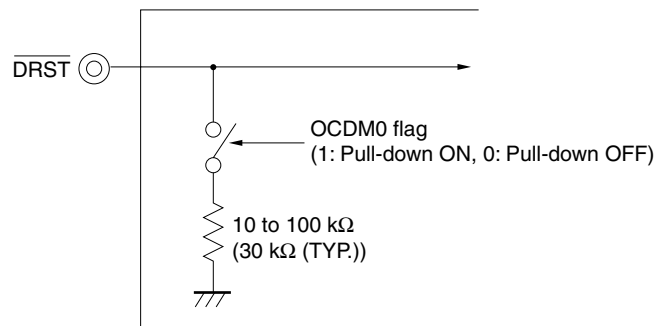 DRST
OCDM0 flag
(1: Pull-down ON, 0: Pull-down OFF)
10 to 100 kΩ
(30 kΩ (TYP.))